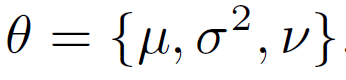 θ = {μ, σ², ν}.